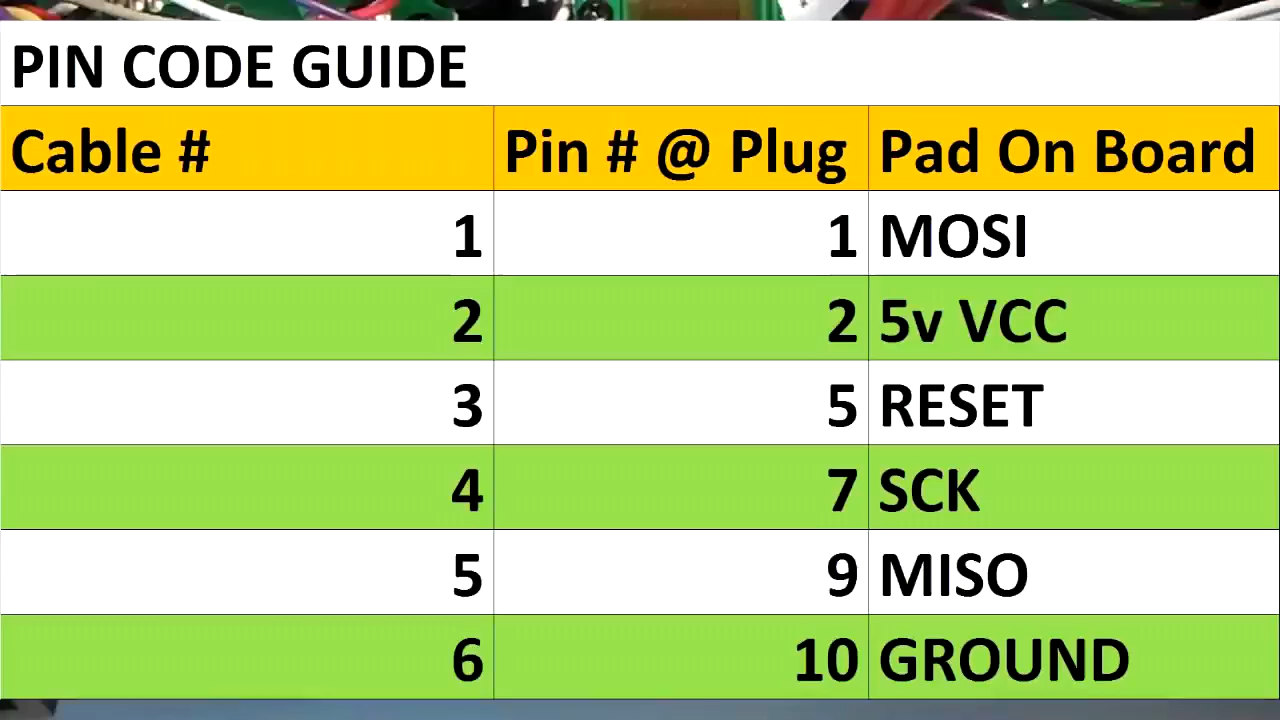 PIN CODE GUIDE
Cable # Pin # @ Plug Pad On Board
1 1 MOSI
2 2 5v VCC
3 5 RESET
4 7 SCK
5 9 MISO
6 10 GROUND